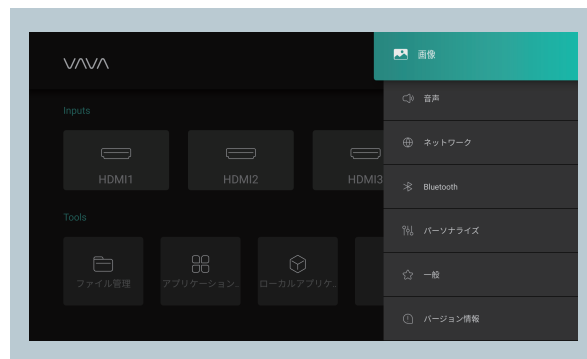 VAVA
Inputs
HDMI1
HDMI2
HDMI3
Tools
ファイル管理
アプリケーション..
ローカルアプリケ..
画像
音声
ネットワーク
Bluetooth
パーソナライズ
一般
バージョン情報